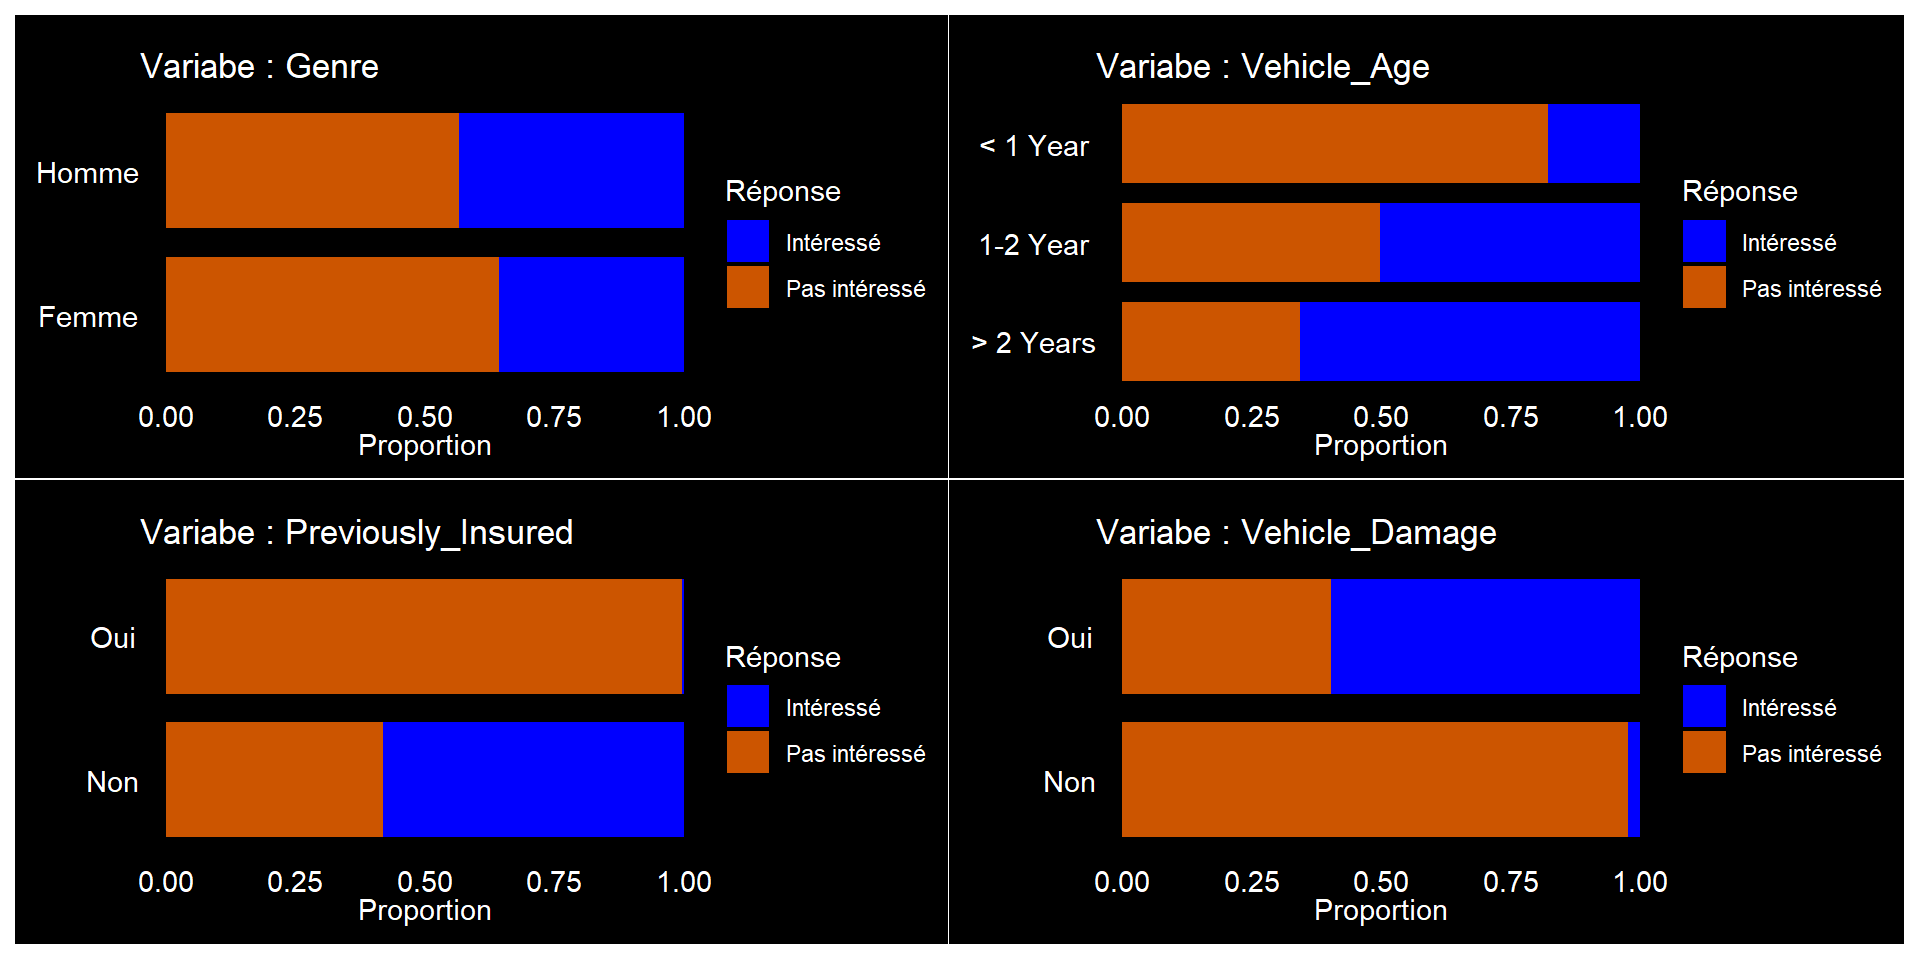 Variabe : Genre
Homme
Femme
0.00 0.25 0.50 0.75 1.00
Proportion
Réponse
Intéressé
Pas intéressé
Variabe : Vehicle_Age
< 1 Year
1-2 Year
> 2 Years
0.00 0.25 0.50 0.75 1.00
Proportion
Réponse
Intéressé
Pas intéressé
Variabe : Previously_Insured
Oui
Non
0.00 0.25 0.50 0.75 1.00
Proportion
Réponse
Intéressé
Pas intéressé
Variabe : Vehicle_Damage
Oui
Non
0.00 0.25 0.50 0.75 1.00
Proportion
Réponse
Intéressé
Pas intéressé